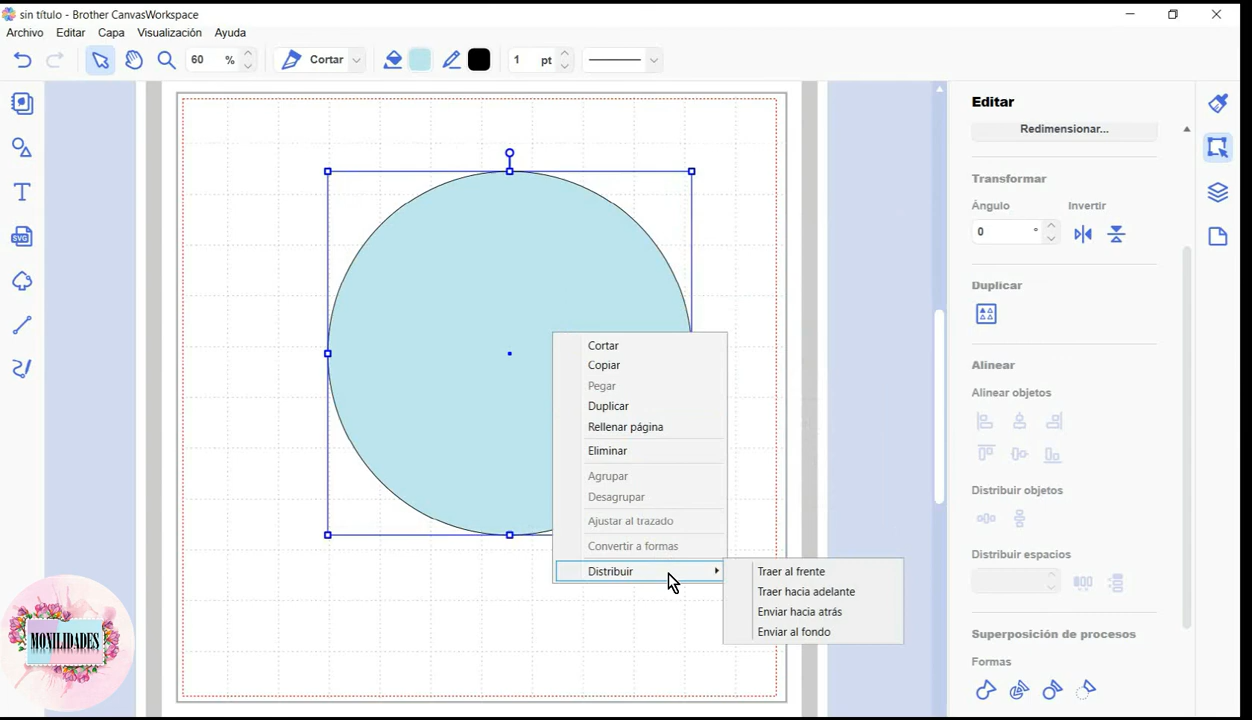 sin título - Brother CanvasWorkspace
Archivo Editar Capa Visualización Ayuda
60 % Cortar 1 pt
Editar
Redimensionar...
Transformar
Ángulo Invertir
0 °
Duplicar
Alinear
Alinear objetos
Distribuir objetos
Distribuir espacios
Superposición de procesos
Formas
SVG
Cortar
Copiar
Pegar
Duplicar
Rellenar página
Eliminar
Agrupar
Desagrupar
Ajustar al trazado
Convertir a formas
Distribuir
Traer al frente
Traer hacia adelante
Enviar hacia atrás
Enviar al fondo
MONILIDADES